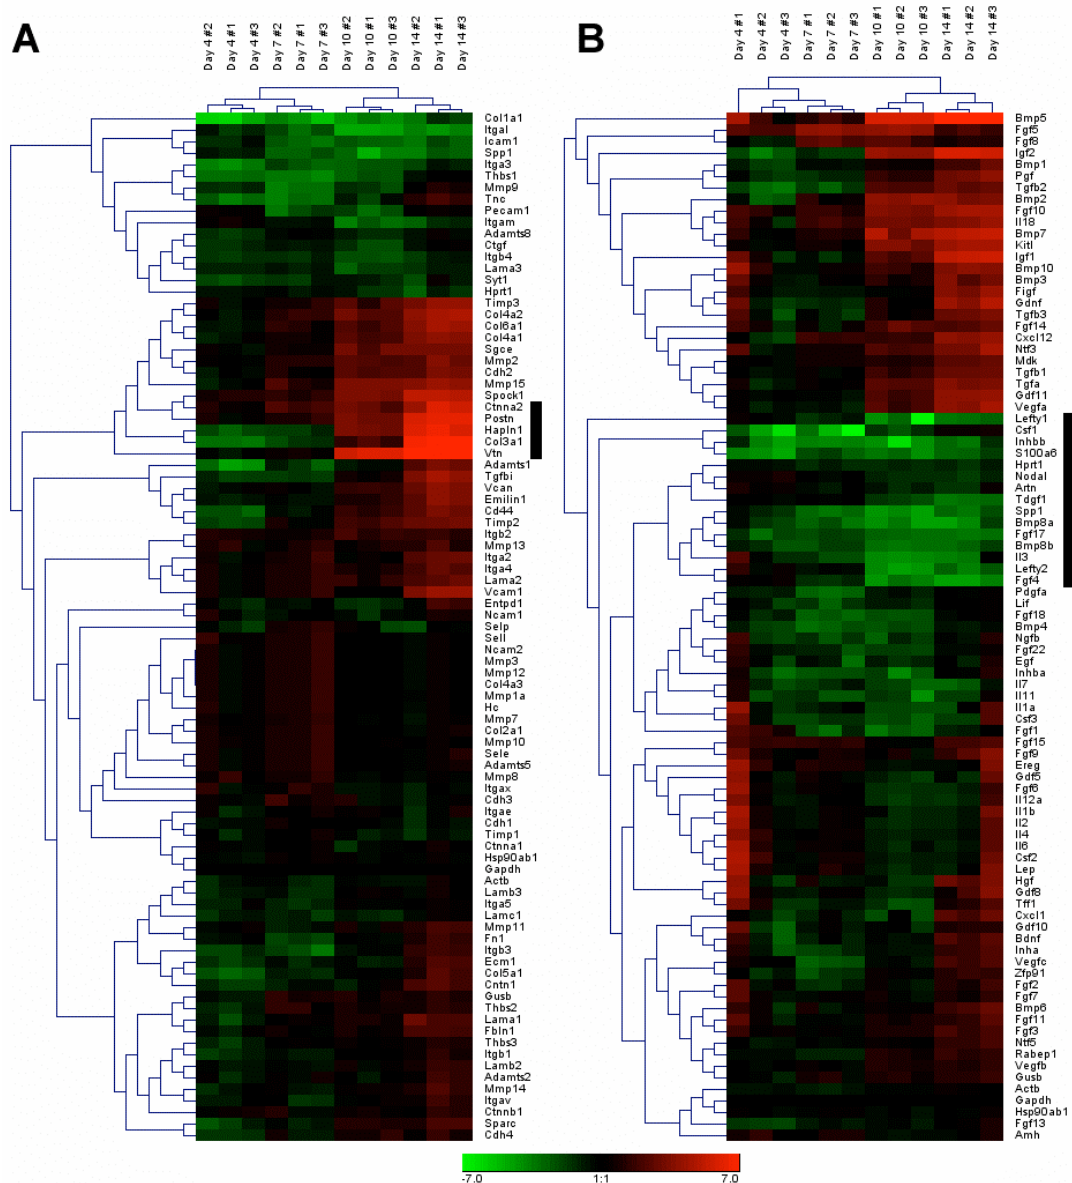 A
Day 4 #2
Day 4 #1
Day 4 #3
Day 7 #2
Day 7 #1
Day 7 #3
Day 10 #2
Day 10 #1
Day 10 #3
Day 14 #2
Day 14 #1
Day 14 #3
Col1a1
Itgal
Icam1
Spp1
Itga3
Thbs1
Mmp9
Tnc
Pecam1
Itgam
Adamts8
Ctgf
Itgb4
Lama3
Syt1
Hprt1
Timp3
Col4a2
Col6a1
Col4a1
Sgce
Mmp2
Cdh2
Mmp15
Spock1
Ctnna2
Postn
Hapln1
Col3a1
Vtn
Adamts1
Tgfbi
Vcan
Emilin1
Cd44
Timp2
Itgb2
Mmp13
Itga2
Itga4
Lama2
Vcam1
Entpd1
Ncam1
Selp
Sell
Ncam2
Mmp3
Mmp12
Col4a3
Mmp1a
Hc
Mmp7
Col2a1
Mmp10
Sele
Adamts5
Mmp8
Itgax
Cdh3
Itgae
Cdh1
Timp1
Ctnna1
Hsp90ab1
Gapdh
Actb
Lamb3
Itga5
Lamc1
Mmp11
Fn1
Itgb3
Ecm1
Col5a1
Cntn1
Gusb
Thbs2
Lama1
Fbln1
Thbs3
Itgb1
Lamb2
Adamts2
Mmp14
Itgav
Ctnnb1
Sparc
Cdh4
B
Day 4 #1
Day 4 #2
Day 4 #3
Day 7 #1
Day 7 #2
Day 7 #3
Day 10 #1
Day 10 #2
Day 10 #3
Day 14 #1
Day 14 #2
Day 14 #3
Bmp5
Fgf5
Fgf8
Igf2
Bmp1
Pgf
Tgfb2
Bmp2
Fgf10
Il18
Bmp7
Kitl
Igf1
Bmp10
Bmp3
Figf
Gdnf
Tgfb3
Fgf14
Cxcl12
Ntf3
Mdk
Tgfb1
Tgfa
Gdf11
Vegfa
Lefty1
Csf1
Inhbb
S100a6
Hprt1
Nodal
Artn
Tdgf1
Spp1
Bmp8a
Fgf17
Bmp8b
Il3
Lefty2
Fgf4
Pdgfa
Lif
Fgf18
Bmp4
Ngfb
Fgf22
Egf
Inhba
Il7
Il11
Il1a
Csf3
Fgf1
Fgf15
Fgf9
Ereg
Gdf5
Fgf6
Il12a
Il1b
Il2
Il4
Il6
Csf2
Lep
Hgf
Gdf8
Tff1
Cxcl1
Gdf10
Bdnf
Inha
Vegfc
Zfp91
Fgf2
Fgf7
Bmp6
Fgf11
Fgf3
Ntf5
Rabep1
Vegfb
Gusb
Actb
Gapdh
Hsp90ab1
Fgf13
Amh
-7.0
1:1
7.0